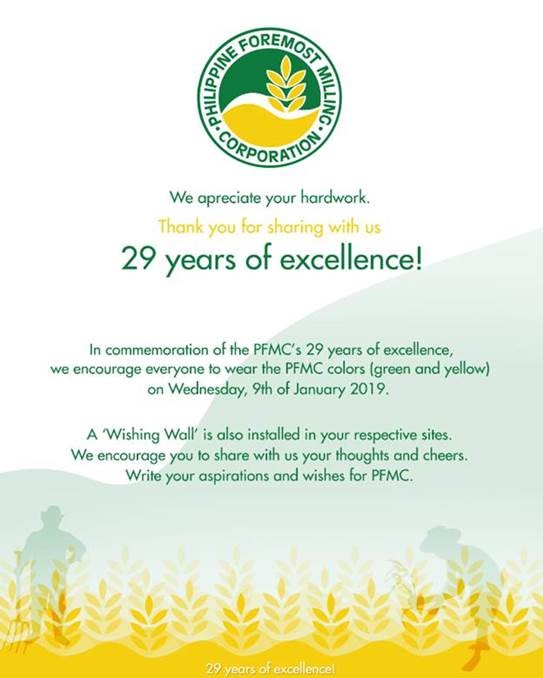 PHILIPPINE FOREMOST MILLING
• CORPORATION •
We apreciate your hardwork.
Thank you for sharing with us
29 years of excellence!
In commemoration of the PFMC's 29 years of excellence,
we encourage everyone to wear the PFMC colors (green and yellow)
on Wednesday, 9th of January 2019.
A 'Wishing Wall' is also installed in your respective sites.
We encourage you to share with us your thoughts and cheers.
Write your aspirations and wishes for PFMC.
29 years of excellence!